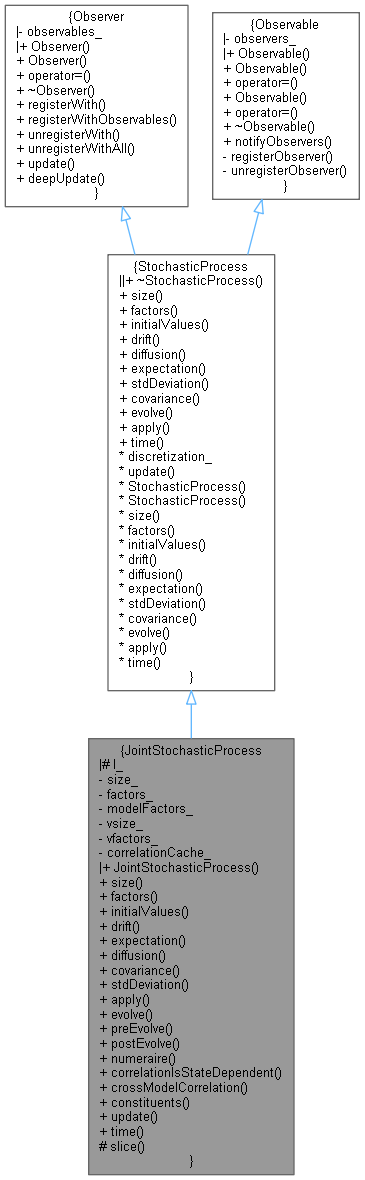 {Observer
|- observables_
|+ Observer()
+ Observer()
+ operator=()
+ ~Observer()
+ registerWith()
+ registerWithObservables()
+ unregisterWith()
+ unregisterWithAll()
+ update()
+ deepUpdate()
}
{Observable
|- observers_
|+ Observable()
+ Observable()
+ operator=()
+ Observable()
+ operator=()
+ ~Observable()
+ notifyObservers()
- registerObserver()
- unregisterObserver()
}
{StochasticProcess
||+ ~StochasticProcess()
+ size()
+ factors()
+ initialValues()
+ drift()
+ diffusion()
+ expectation()
+ stdDeviation()
+ covariance()
+ evolve()
+ apply()
+ time()
* discretization_
* update()
* StochasticProcess()
* StochasticProcess()
* size()
* factors()
* initialValues()
* drift()
* diffusion()
* expectation()
* stdDeviation()
* covariance()
* evolve()
* apply()
* time()
}
{JointStochasticProcess
|# l_
- size_
- factors_
- modelFactors_
- vsize_
- vfactors_
- correlationCache_
|+ JointStochasticProcess()
+ size()
+ factors()
+ initialValues()
+ drift()
+ expectation()
+ diffusion()
+ covariance()
+ stdDeviation()
+ apply()
+ evolve()
+ preEvolve()
+ postEvolve()
+ numeraire()
+ correlationIsStateDependent()
+ crossModelCorrelation()
+ constituents()
+ update()
+ time()
# slice()
}